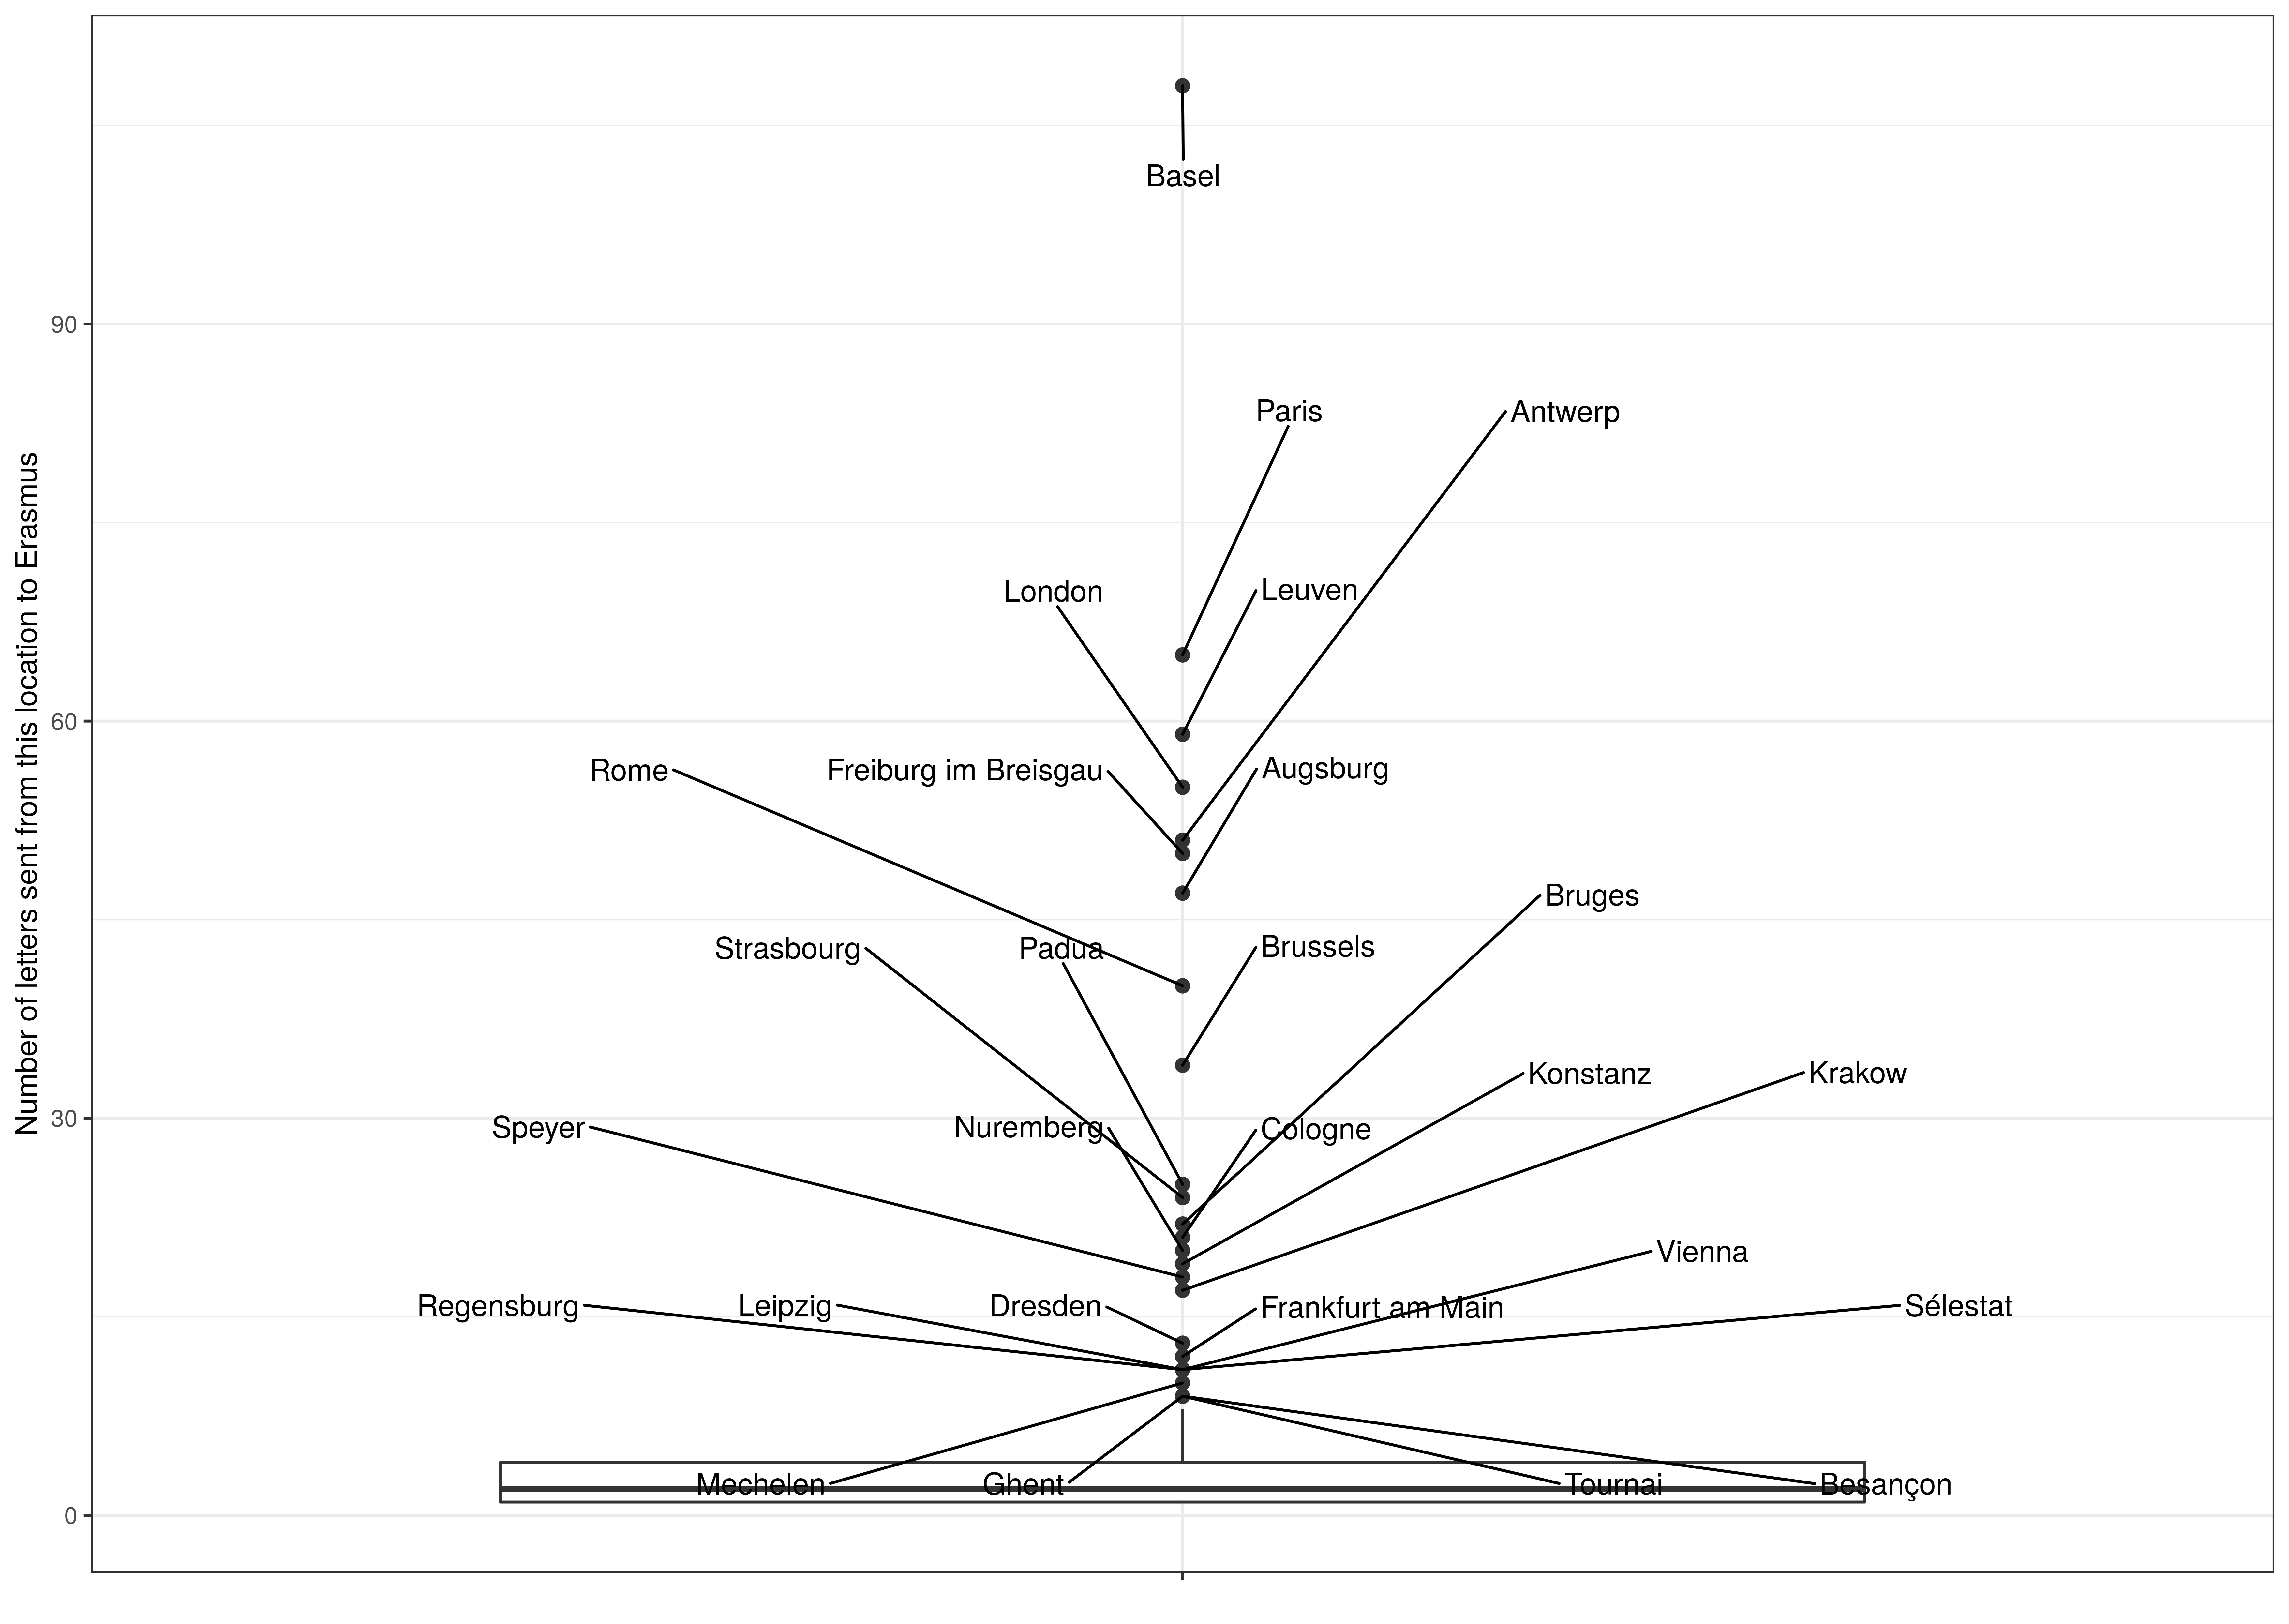 Number of letters sent from this location to Erasmus
90
60
30
0
Basel
Paris
Antwerp
London
Leuven
Rome
Freiburg im Breisgau
Augsburg
Bruges
Strasbourg
Padua
Brussels
Konstanz
Krakow
Speyer
Nuremberg
Cologne
Vienna
Regensburg
Leipzig
Dresden
Frankfurt am Main
Sélestat
Mechelen
Ghent
Tournai
Besançon